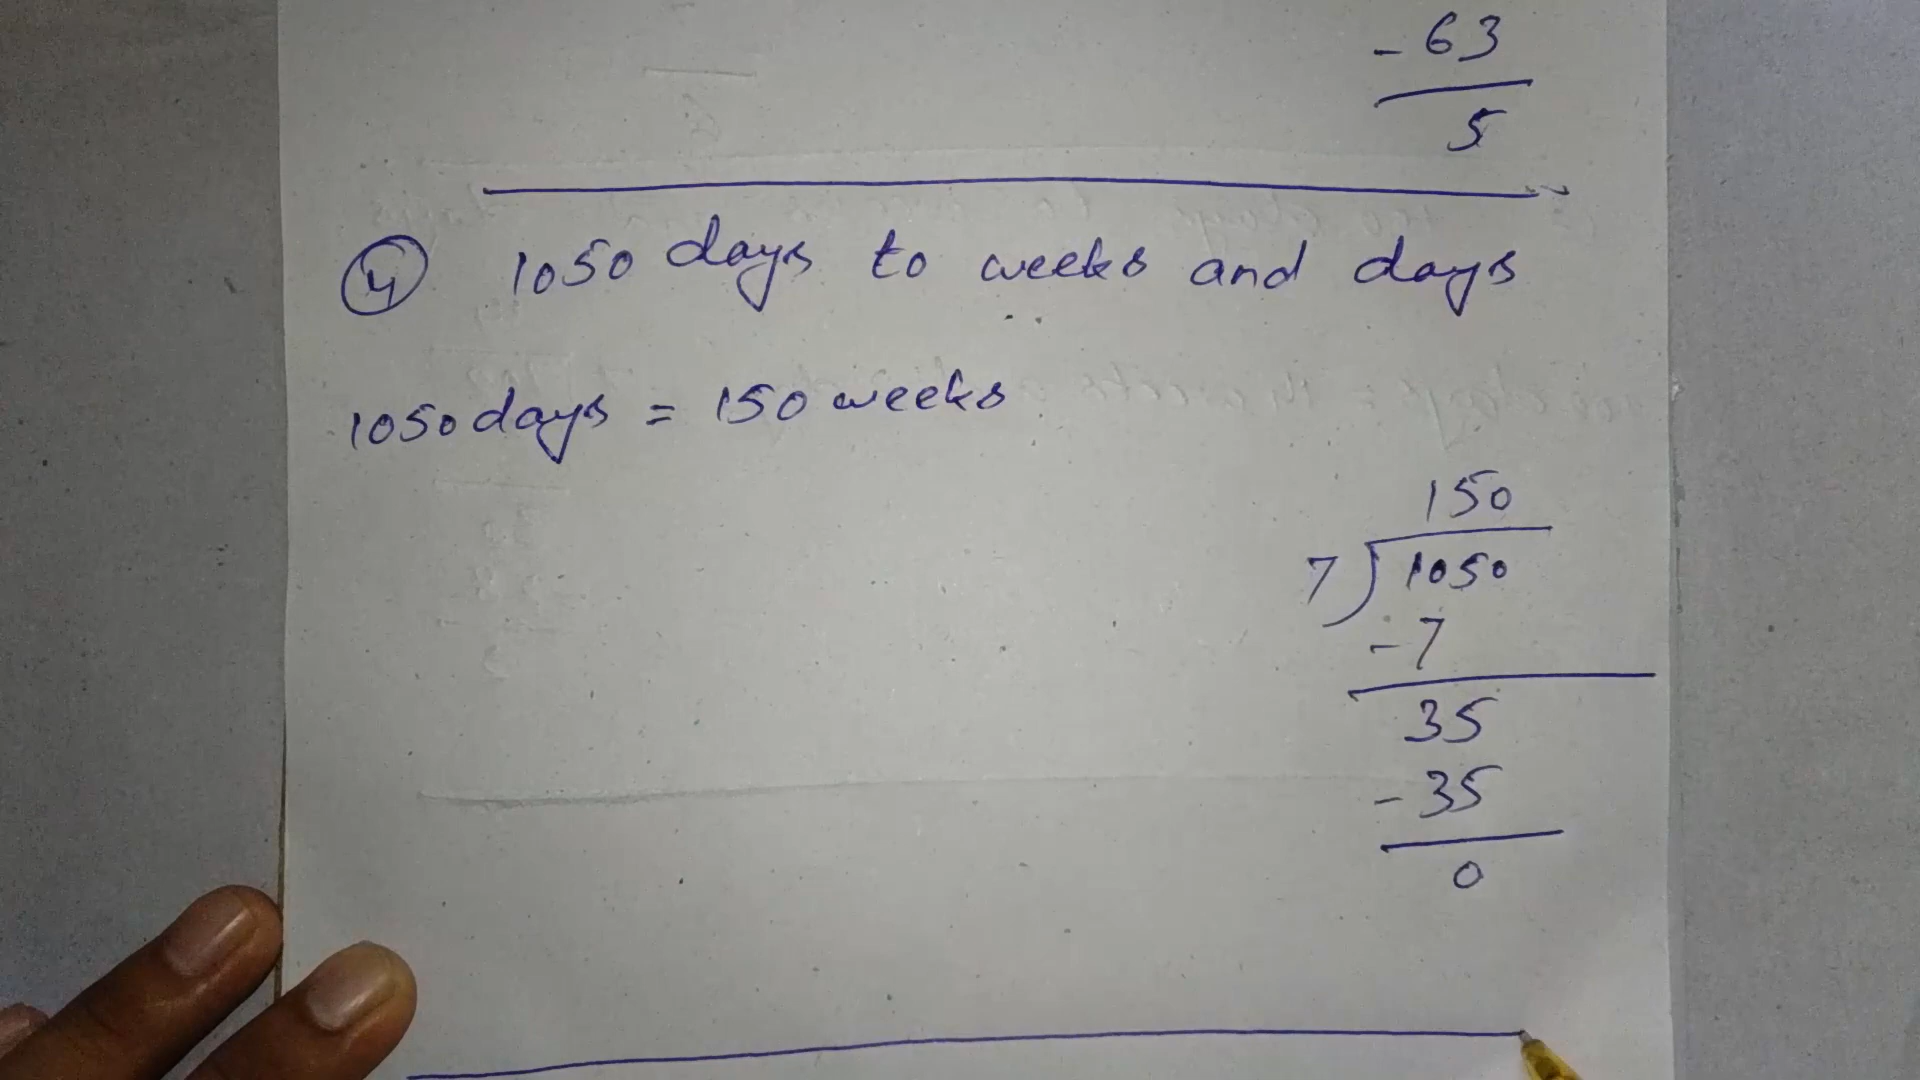 - 63
5
4 1050 days to weeks and days
1050 days = 150 weeks
150
7 ) 1050
- 7
35
- 35
0